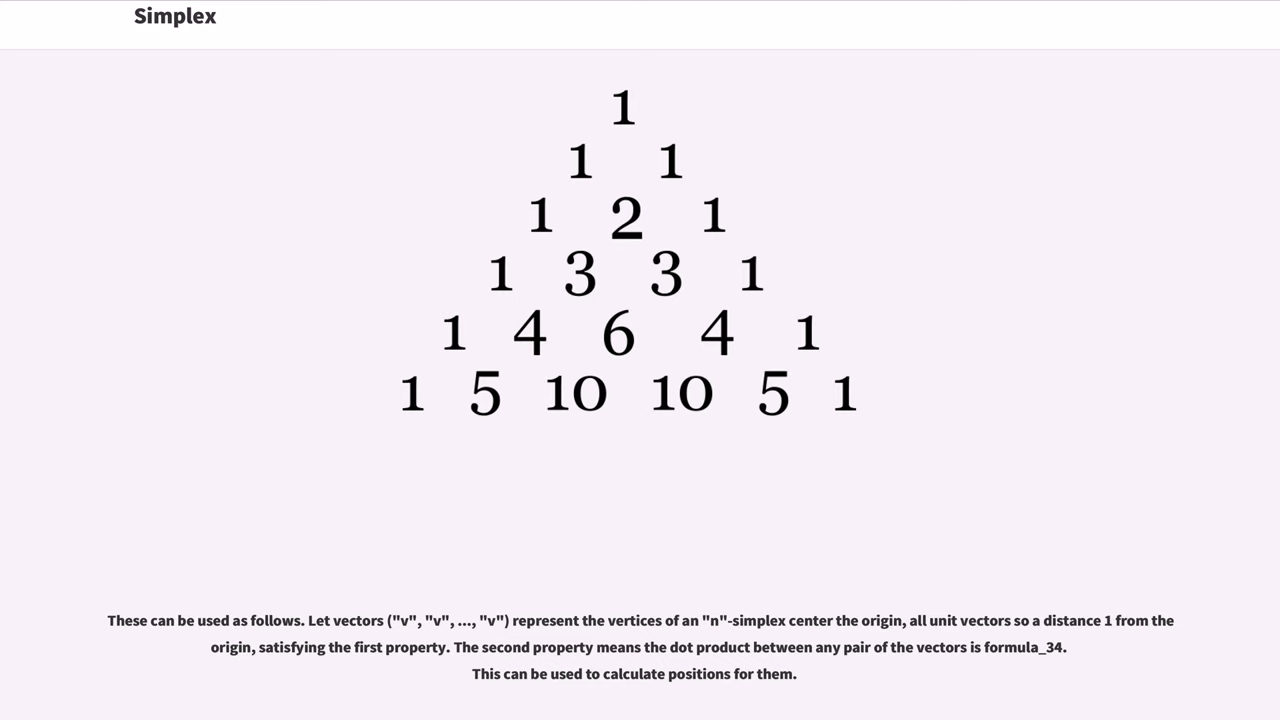 Simplex
1
1 1
1 2 1
1 3 3 1
1 4 6 4 1
1 5 10 10 5 1
These can be used as follows. Let vectors ("v", "v", ..., "v") represent the vertices of an "n"-simplex center the origin, all unit vectors so a distance 1 from the
origin, satisfying the first property. The second property means the dot product between any pair of the vectors is formula_34.
This can be used to calculate positions for them.